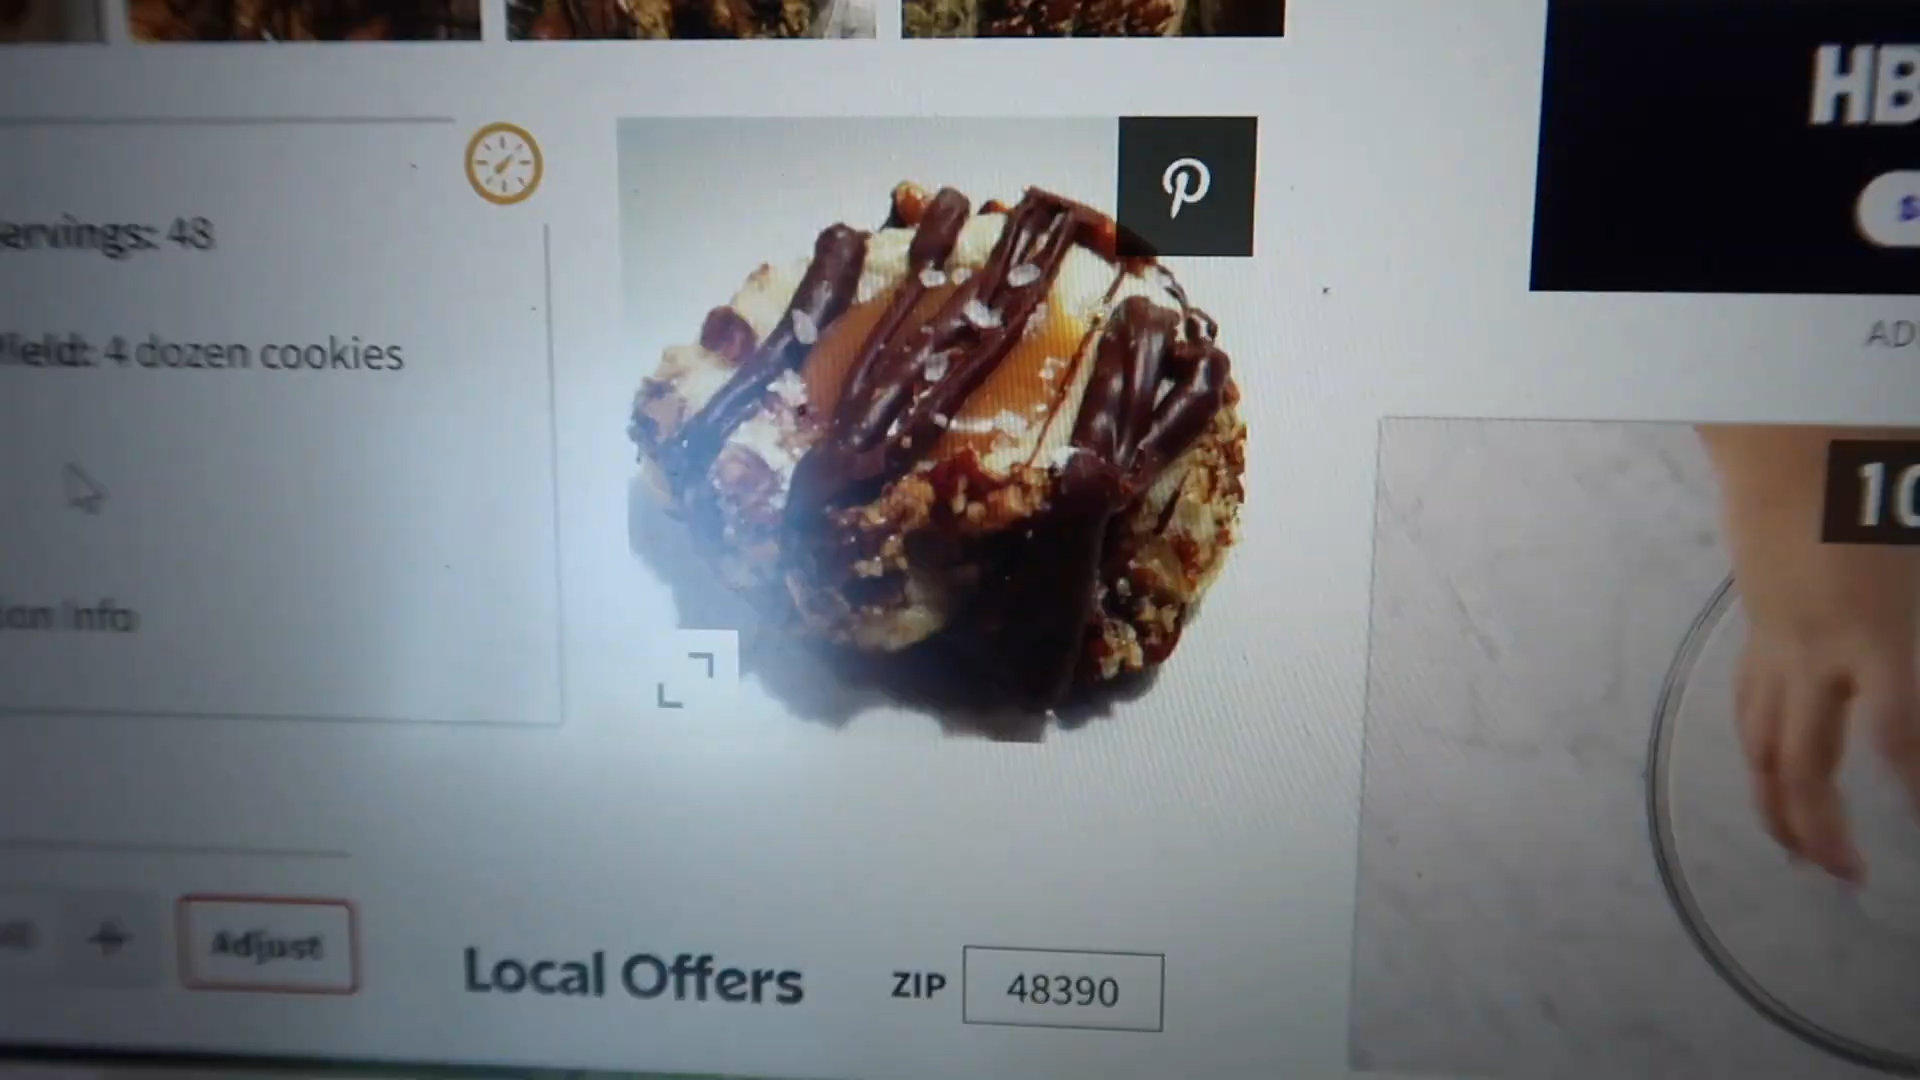 HB
ervings: 48
ield: 4 dozen cookies
AD
10
ion Info
Adjust
Local Offers
ZIP 48390